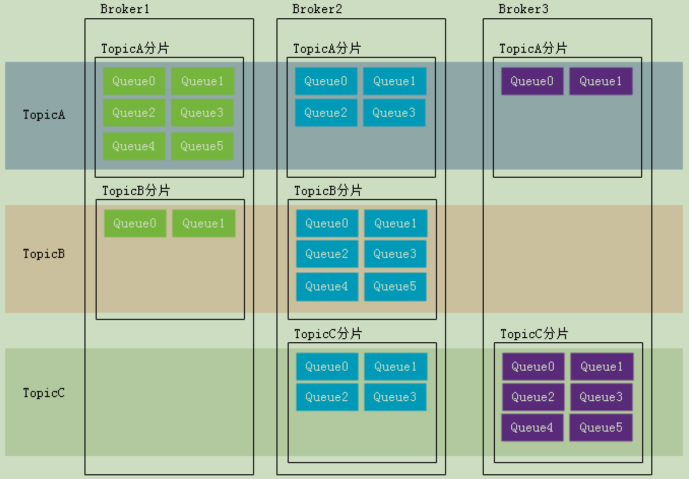 Broker1 Broker2 Broker3
TopicA分片 TopicA分片 TopicA分片
Queue0 Queue1 Queue0 Queue1 Queue0 Queue1
TopicA
Queue2 Queue3 Queue2 Queue3
Queue4 Queue5
TopicB分片 TopicB分片
Queue0 Queue1 Queue0 Queue1
TopicB
Queue2 Queue3
Queue4 Queue5
TopicC分片 TopicC分片
Queue0 Queue1 Queue0 Queue1
TopicC
Queue2 Queue3 Queue2 Queue3
Queue4 Queue5